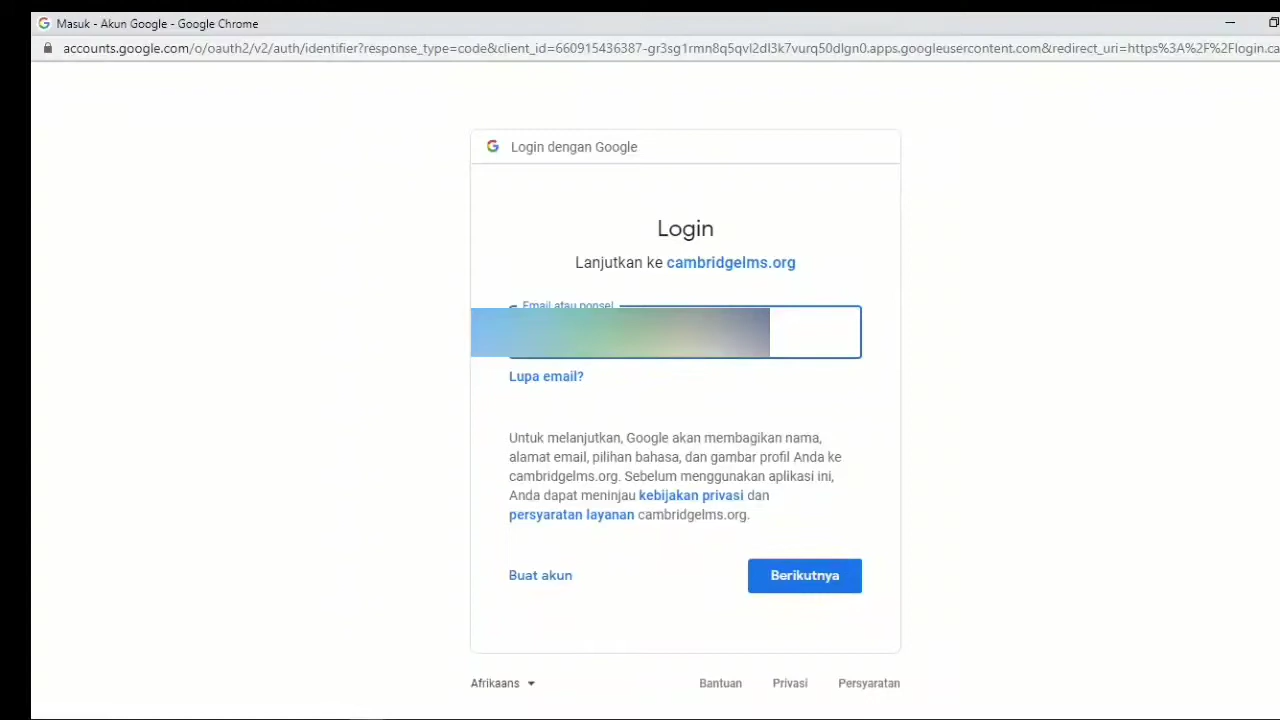 Masuk - Akun Google - Google Chrome
accounts.google.com/o/oauth2/v2/auth/identifier?response_type=code&client_id=660915436387-gr3sg1rmn8q5qvl2dl3k7vurq50dlgn0.apps.googleusercontent.com&redirect_uri=https%3A%2F%2Flogin.ca
Login dengan Google
Login
Lanjutkan ke cambridgelms.org
Email atau ponsel
Lupa email?
Untuk melanjutkan, Google akan membagikan nama,
alamat email, pilihan bahasa, dan gambar profil Anda ke
cambridgelms.org. Sebelum menggunakan aplikasi ini,
Anda dapat meninjau kebijakan privasi dan
persyaratan layanan cambridgelms.org.
Buat akun
Berikutnya
Afrikaans
Bantuan
Privasi
Persyaratan